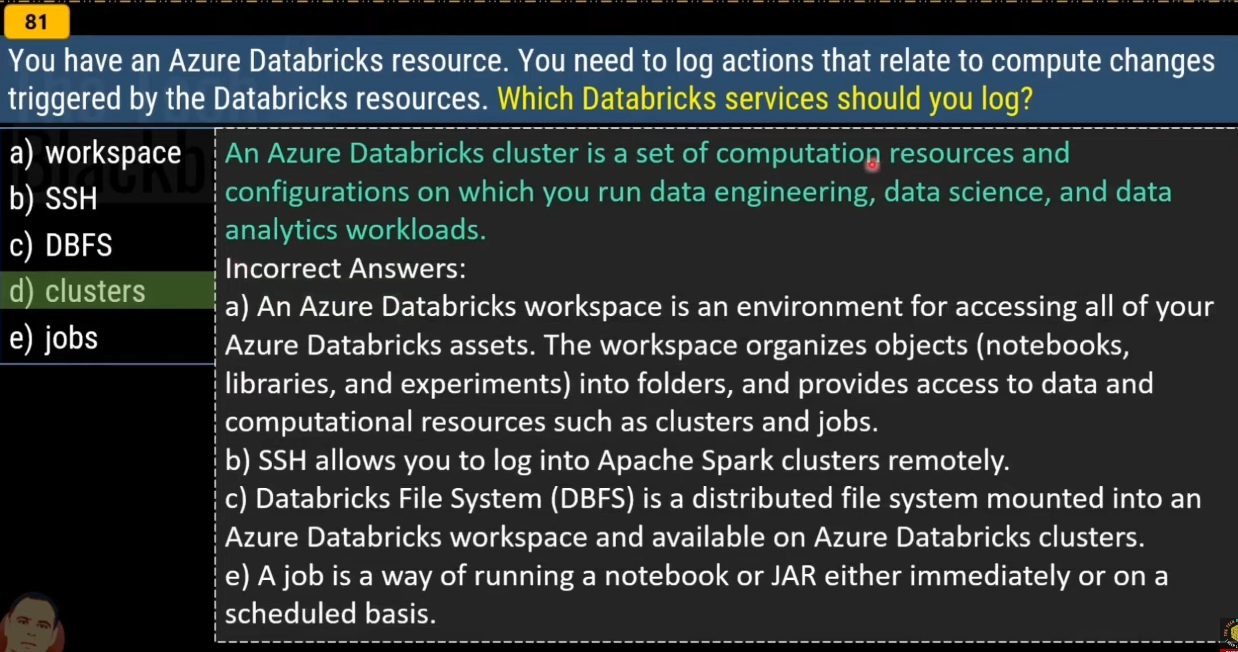 81
You have an Azure Databricks resource. You need to log actions that relate to compute changes
triggered by the Databricks resources. Which Databricks services should you log?
a) workspace
b) SSH
c) DBFS
d) clusters
e) jobs
An Azure Databricks cluster is a set of computation resources and
configurations on which you run data engineering, data science, and data
analytics workloads.
Incorrect Answers:
a) An Azure Databricks workspace is an environment for accessing all of your
Azure Databricks assets. The workspace organizes objects (notebooks,
libraries, and experiments) into folders, and provides access to data and
computational resources such as clusters and jobs.
b) SSH allows you to log into Apache Spark clusters remotely.
c) Databricks File System (DBFS) is a distributed file system mounted into an
Azure Databricks workspace and available on Azure Databricks clusters.
e) A job is a way of running a notebook or JAR either immediately or on a
scheduled basis.